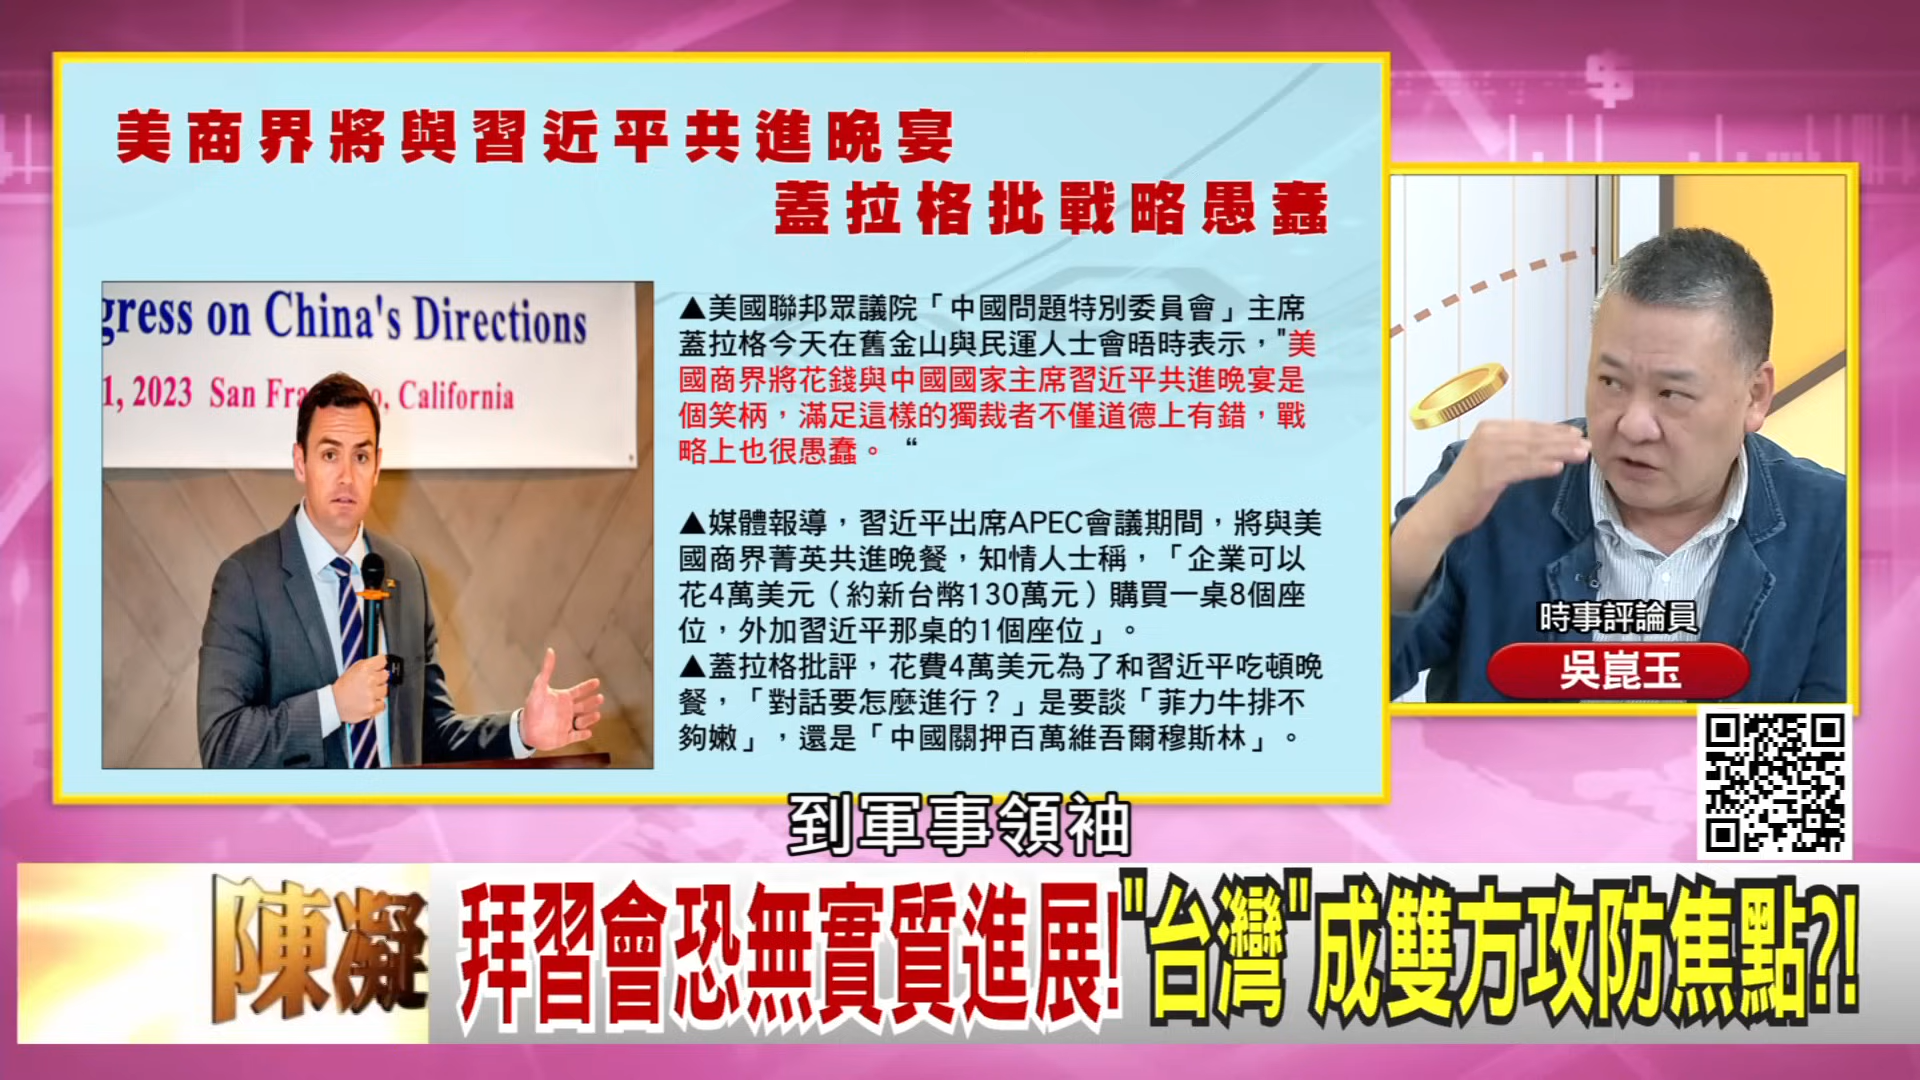 美商界將與習近平共進晚宴
蓋拉格批戰略愚蠢
gress on China's Directions
1, 2023 San Fra    o, California
▲美國聯邦眾議院「中國問題特別委員會」主席
蓋拉格今天在舊金山與民運人士會晤時表示，"美
國商界將花錢與中國國家主席習近平共進晚宴是
個笑柄，滿足這樣的獨裁者不僅道德上有錯，戰
略上也很愚蠢。“
▲媒體報導，習近平出席APEC會議期間，將與美
國商界菁英共進晚餐，知情人士稱，「企業可以
花4萬美元（約新台幣130萬元）購買一桌8個座
位，外加習近平那桌的1個座位」。
▲蓋拉格批評，花費4萬美元為了和習近平吃頓晚
餐，「對話要怎麼進行？」是要談「菲力牛排不
夠嫩」，還是「中國關押百萬維吾爾穆斯林」。
時事評論員
吳崑玉
到軍事領袖
陳凝
拜習會恐無實質進展!"台灣"成雙方攻防焦點?!